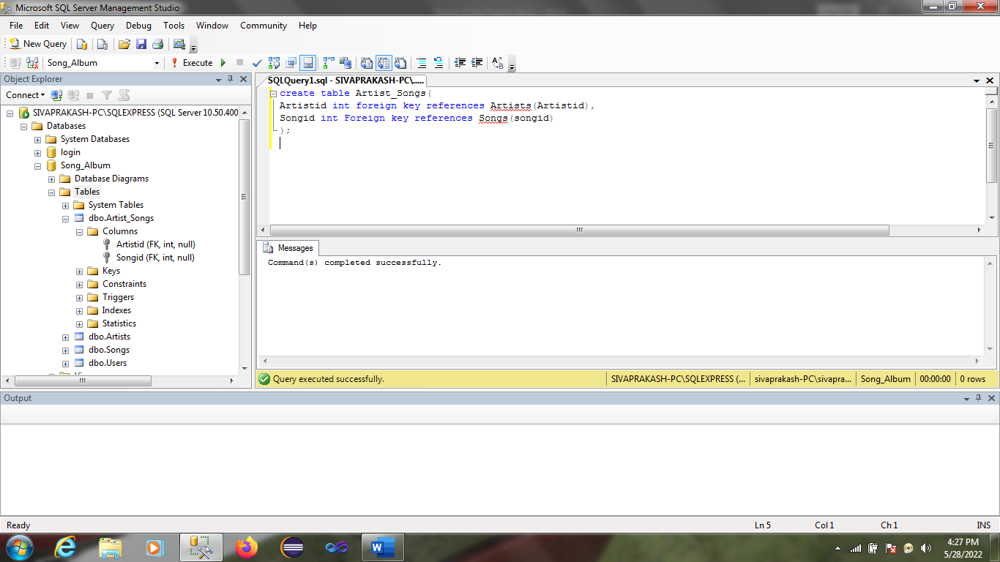 Microsoft SQL Server Management Studio
File Edit View Query Debug Tools Window Community Help
New Query
Song_Album
Execute
Object Explorer
Connect
SIVAPRAKASH-PC\SQLEXPRESS (SQL Server 10.50.400
Databases
System Databases
login
Song_Album
Database Diagrams
Tables
System Tables
dbo.Artist_Songs
Columns
Artistid (FK, int, null)
Songid (FK, int, null)
Keys
Constraints
Triggers
Indexes
Statistics
dbo.Artists
dbo.Songs
dbo.Users
SQLQuery1.sql - SIVAPRAKASH-PC\.....
create table Artist_Songs(
Artistid int foreign key references Artists(Artistid),
Songid int Foreign key references Songs(songid)
);
Messages
Command(s) completed successfully.
Query executed successfully. SIVAPRAKASH-PC\SQLEXPRESS (... sivaprakash-PC\sivapra... Song_Album 00:00:00 0 rows
Output
Ready Ln 5 Col 1 Ch 1 INS
4:27 PM
5/28/2022